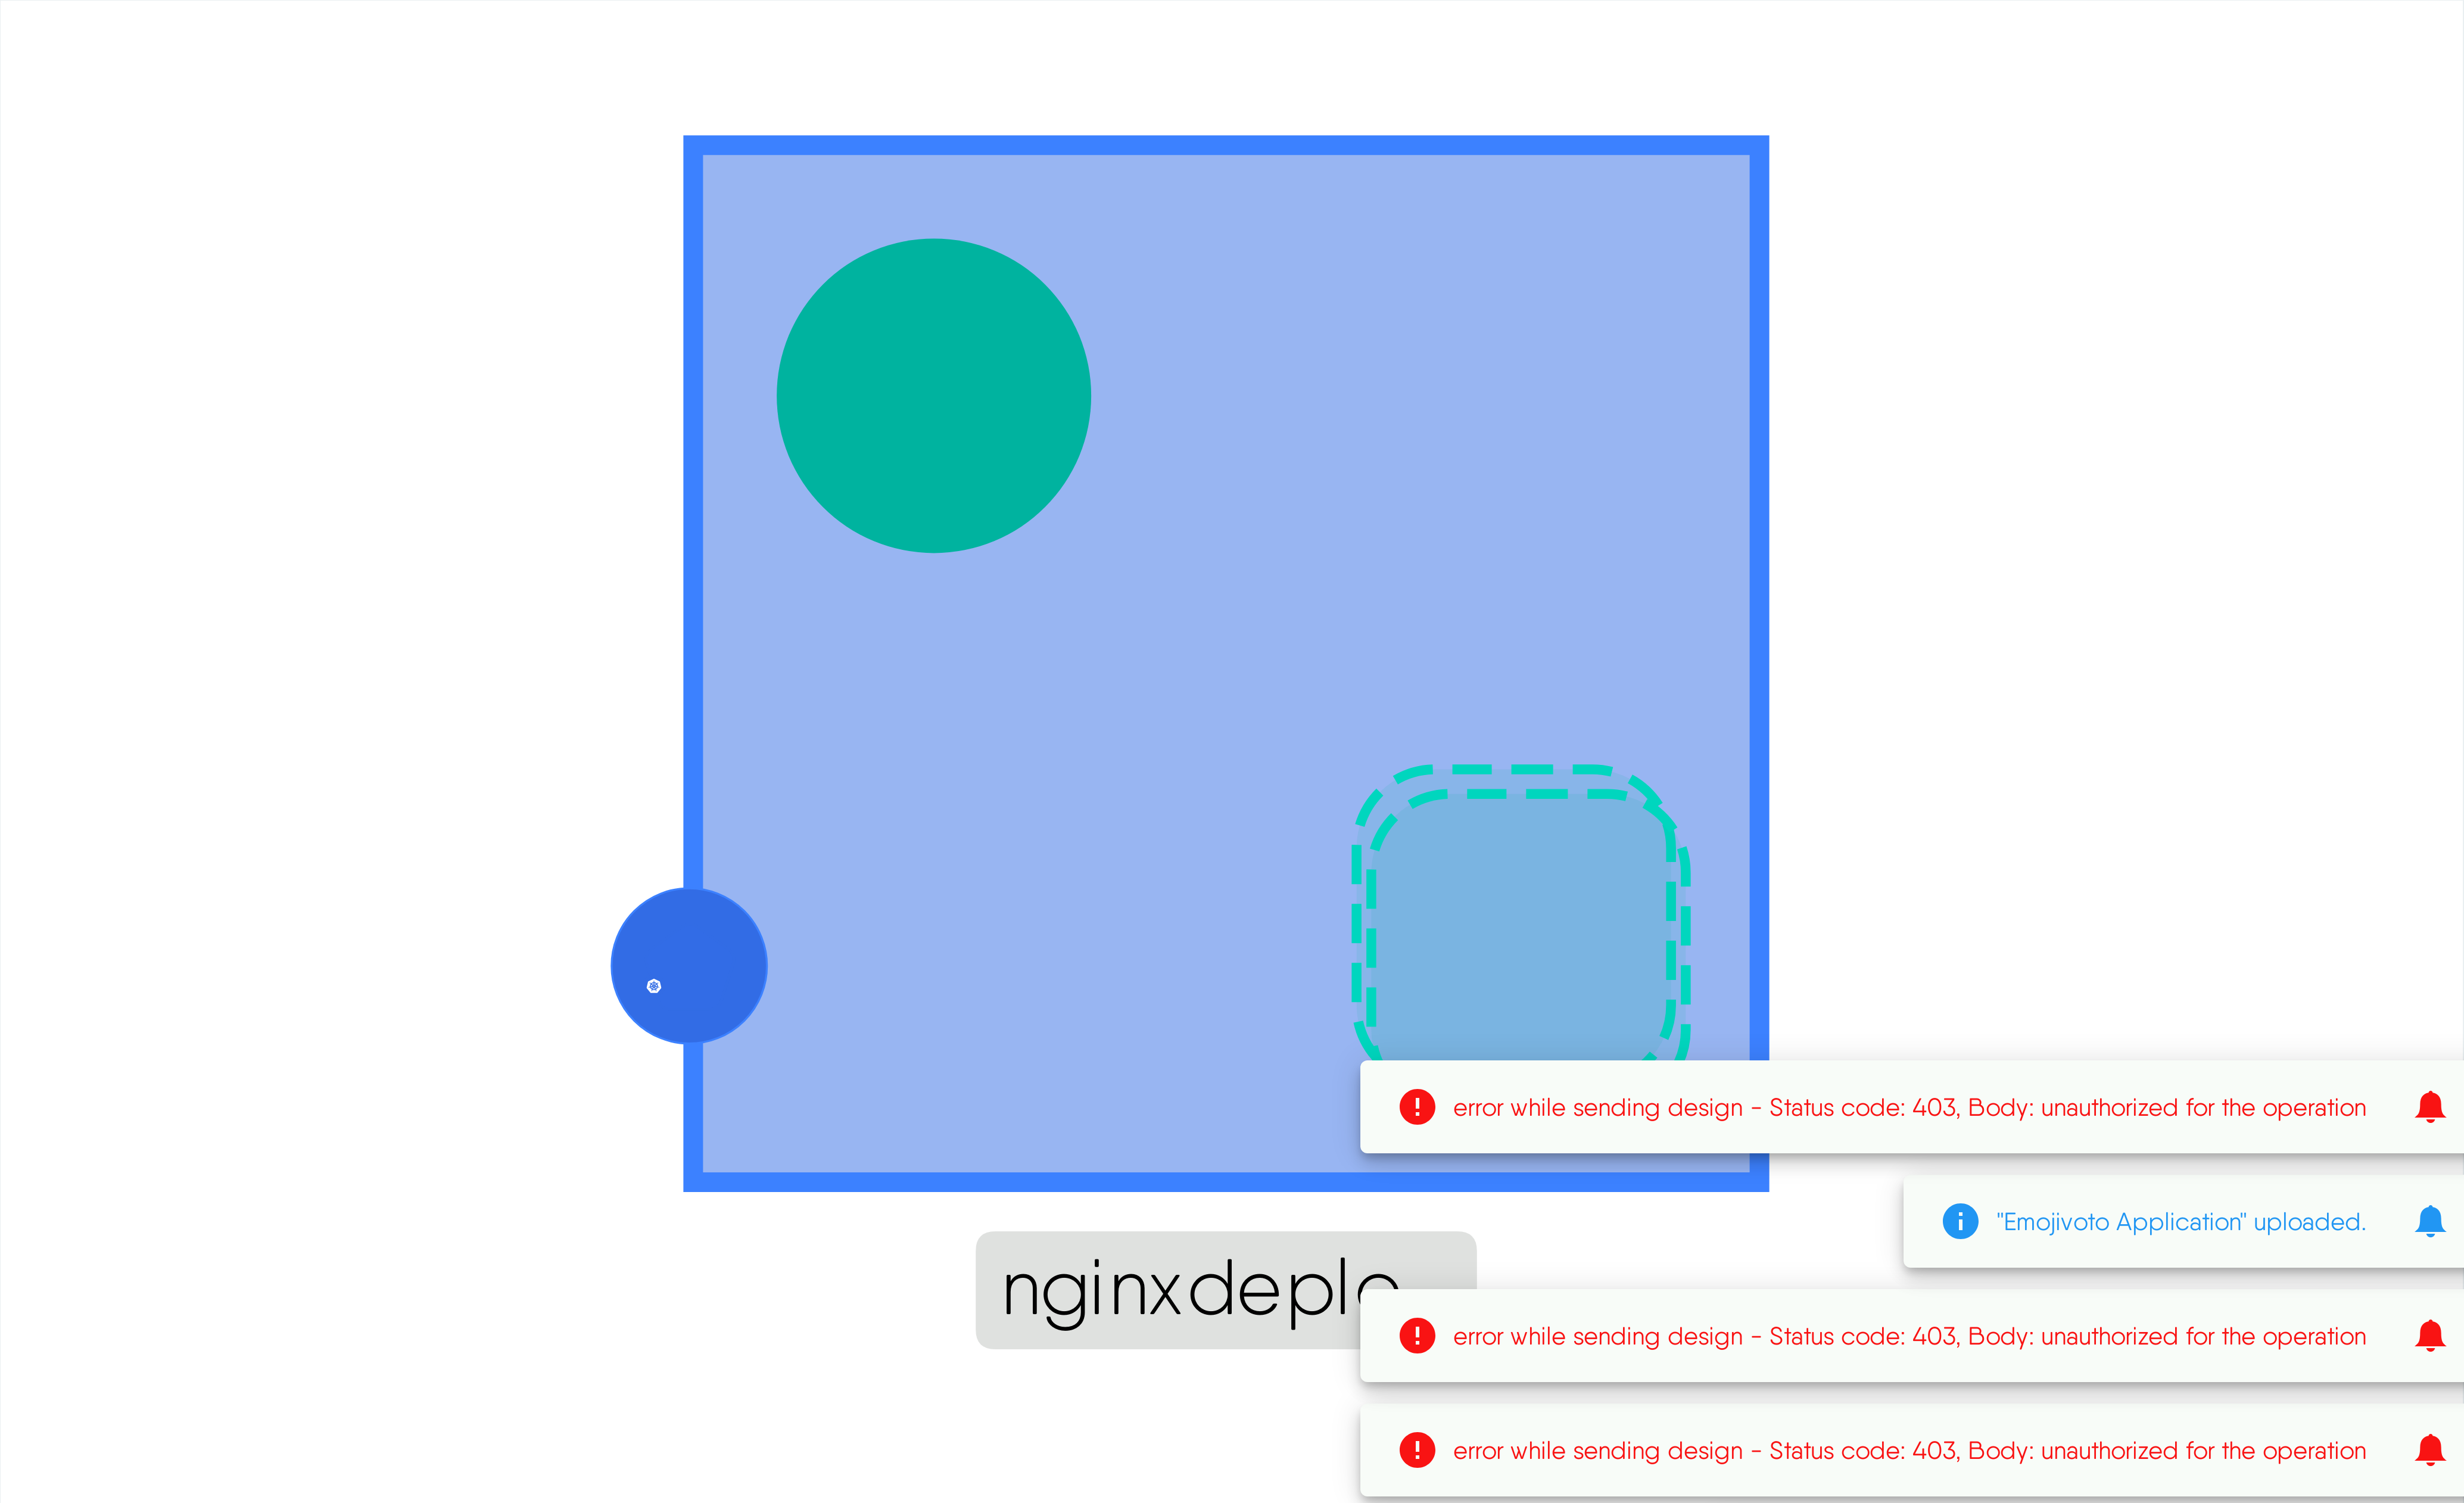 error while sending design - Status code: 403, Body: unauthorized for the operation
"Emojivoto Application" uploaded.
nginxdeplo
error while sending design - Status code: 403, Body: unauthorized for the operation
error while sending design - Status code: 403, Body: unauthorized for the operation